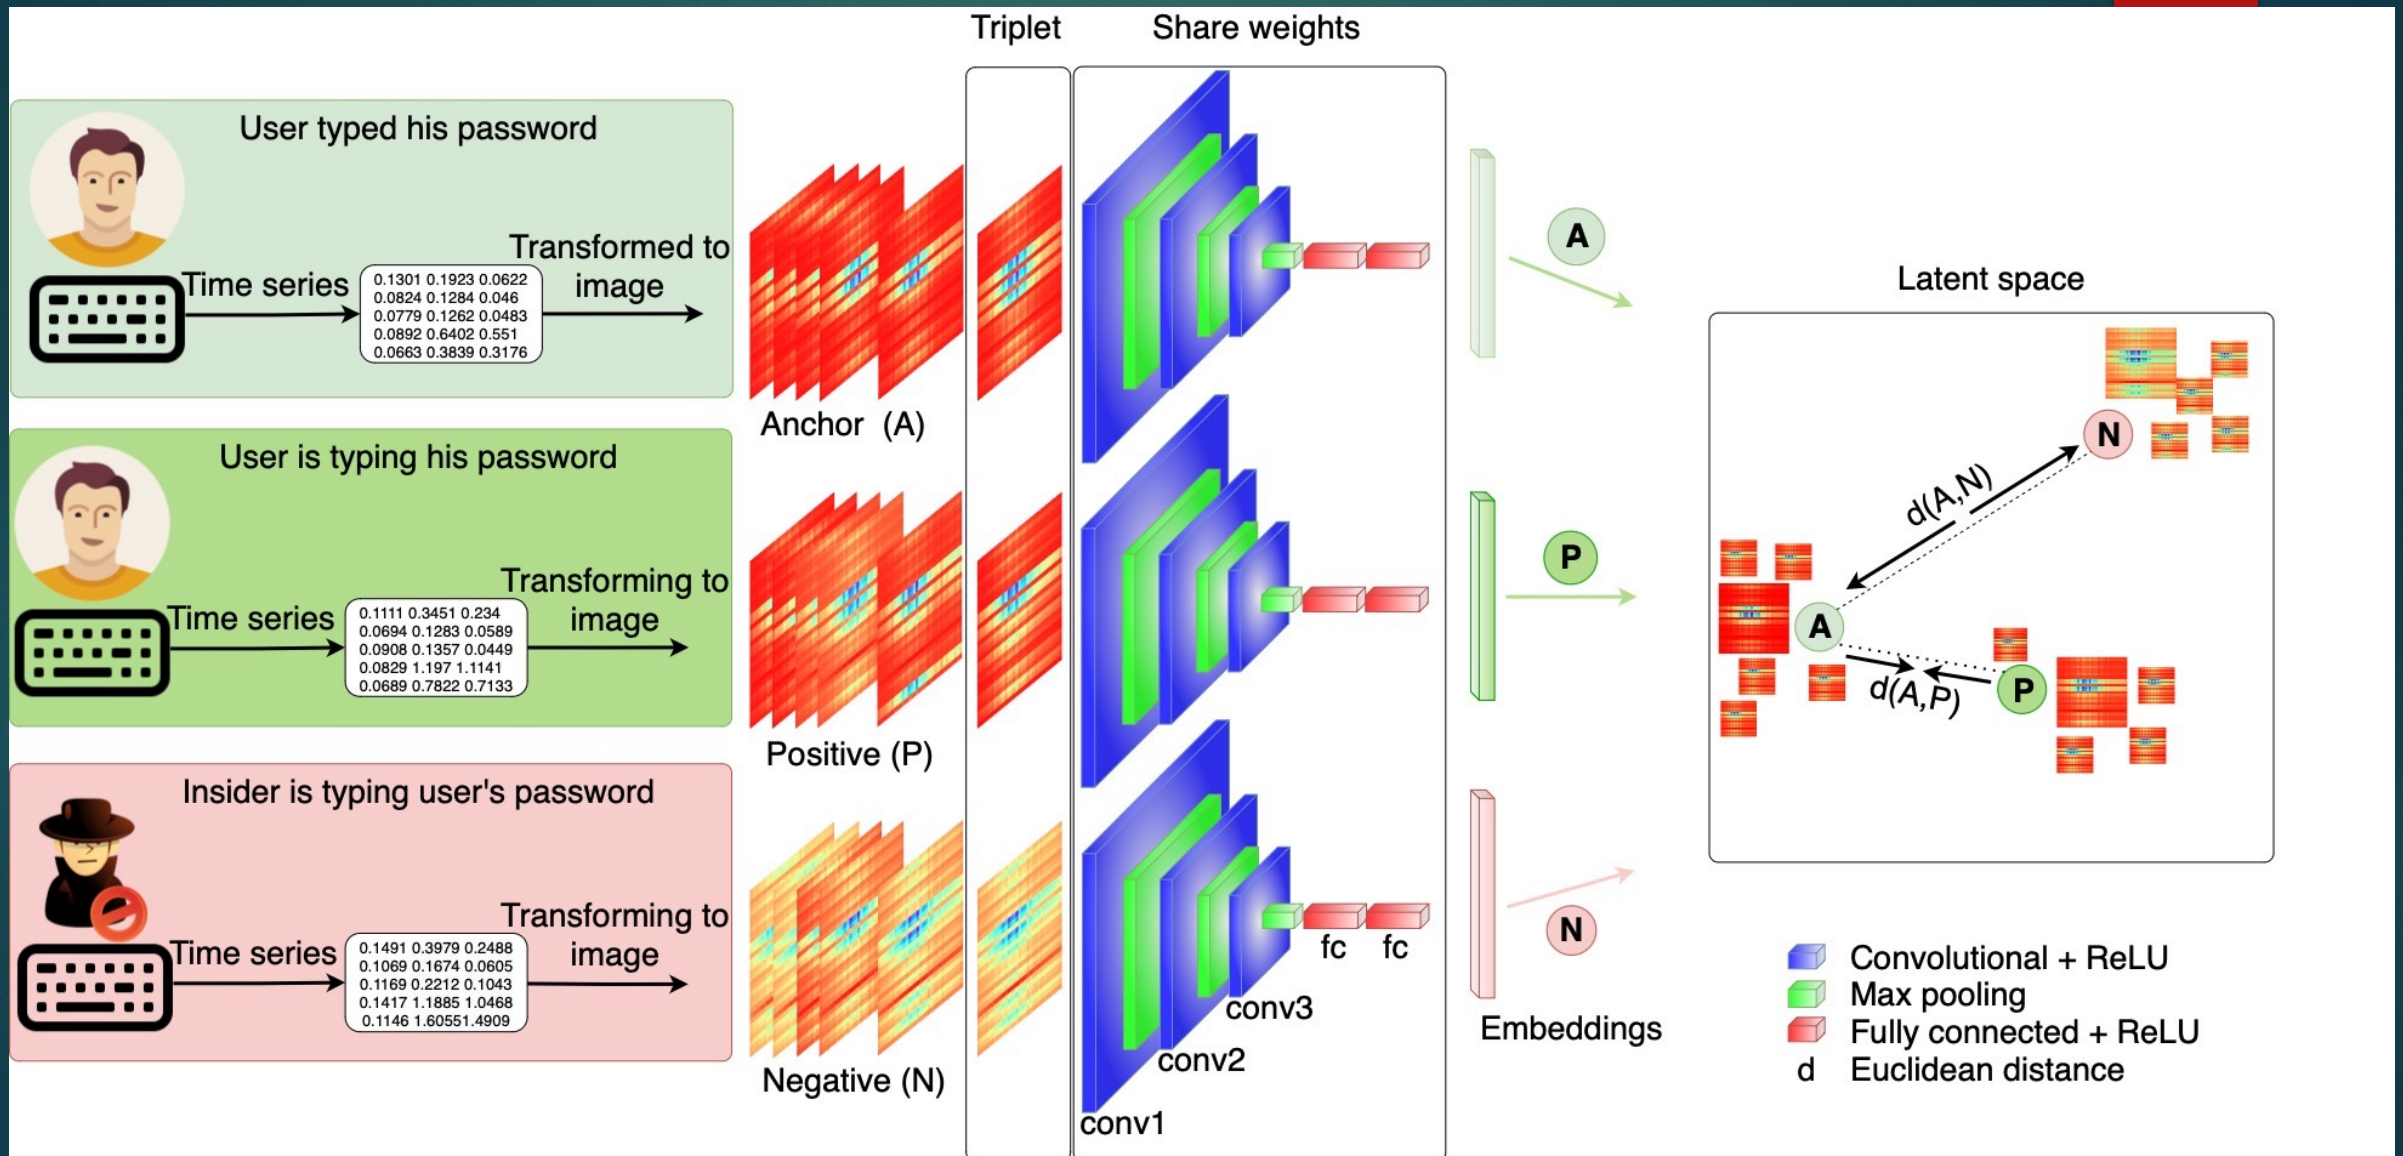 Triplet
Share weights
User typed his password
Time series
0.1301 0.1923 0.0622
0.0824 0.1284 0.046
0.0779 0.1262 0.0483
0.0892 0.6402 0.551
0.0663 0.3839 0.3176
Transformed to
image
Anchor (A)
User is typing his password
Time series
0.1111 0.3451 0.234
0.0694 0.1283 0.0589
0.0908 0.1357 0.0449
0.0829 1.197 1.1141
0.0689 0.7822 0.7133
Transforming to
image
Positive (P)
Insider is typing user's password
Time series
0.1491 0.3979 0.2488
0.1069 0.1674 0.0605
0.1169 0.2212 0.1043
0.1417 1.1885 1.0468
0.1146 1.60551.4909
Transforming to
image
Negative (N)
fc
fc
conv3
conv2
conv1
A
P
N
Embeddings
Latent space
N
d(A,N)
A
d(A,P)
P
Convolutional + ReLU
Max pooling
Fully connected + ReLU
d Euclidean distance